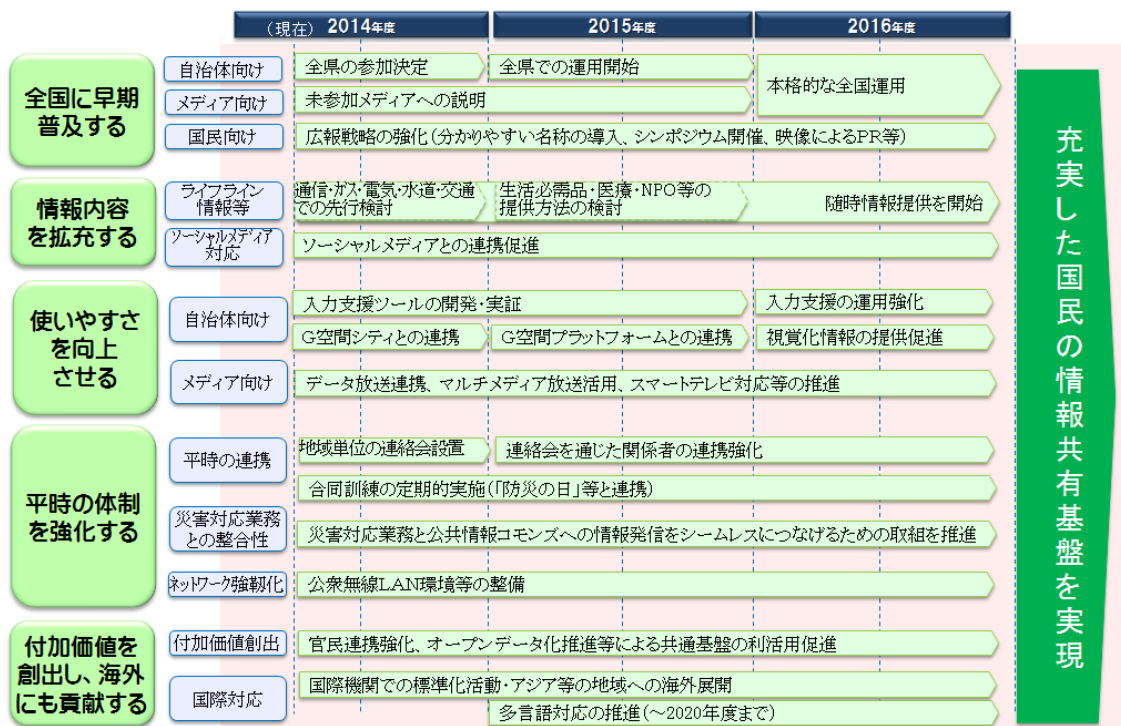 （現在） 2014年度
2015年度
2016年度
全国に早期
普及する
自治体向け
全県の参加決定
全県での運用開始
本格的な全国運用
メディア向け
未参加メディアへの説明
国民向け
広報戦略の強化（分かりやすい名称の導入、シンポジウム開催、映像によるPR等）
情報内容
を拡充する
ライフライン
情報等
通信・ガス・電気・水道・交通
での先行検討
生活必需品・医療・NPO等の
提供方法の検討
随時情報提供を開始
ソーシャルメディア
対応
ソーシャルメディアとの連携促進
使いやすさ
を向上
させる
自治体向け
入力支援ツールの開発・実証
入力支援の運用強化
G空間シティとの連携
G空間プラットフォームとの連携
視覚化情報の提供促進
メディア向け
データ放送連携、マルチメディア放送活用、スマートテレビ対応等の推進
平時の体制
を強化する
平時の連携
地域単位の連絡会設置
連絡会を通じた関係者の連携強化
合同訓練の定期的実施（「防災の日」等と連携）
災害対応業務
との整合性
災害対応業務と公共情報コモンズへの情報発信をシームレスにつなげるための取組を推進
ネットワーク強靱化
公衆無線LAN環境等の整備
付加価値を
創出し、海外
にも貢献する
付加価値創出
官民連携強化、オープンデータ化推進等による共通基盤の利活用促進
国際対応
国際機関での標準化活動・アジア等の地域への海外展開
多言語対応の推進（～2020年度まで）
充実した国民の情報共有基盤を実現